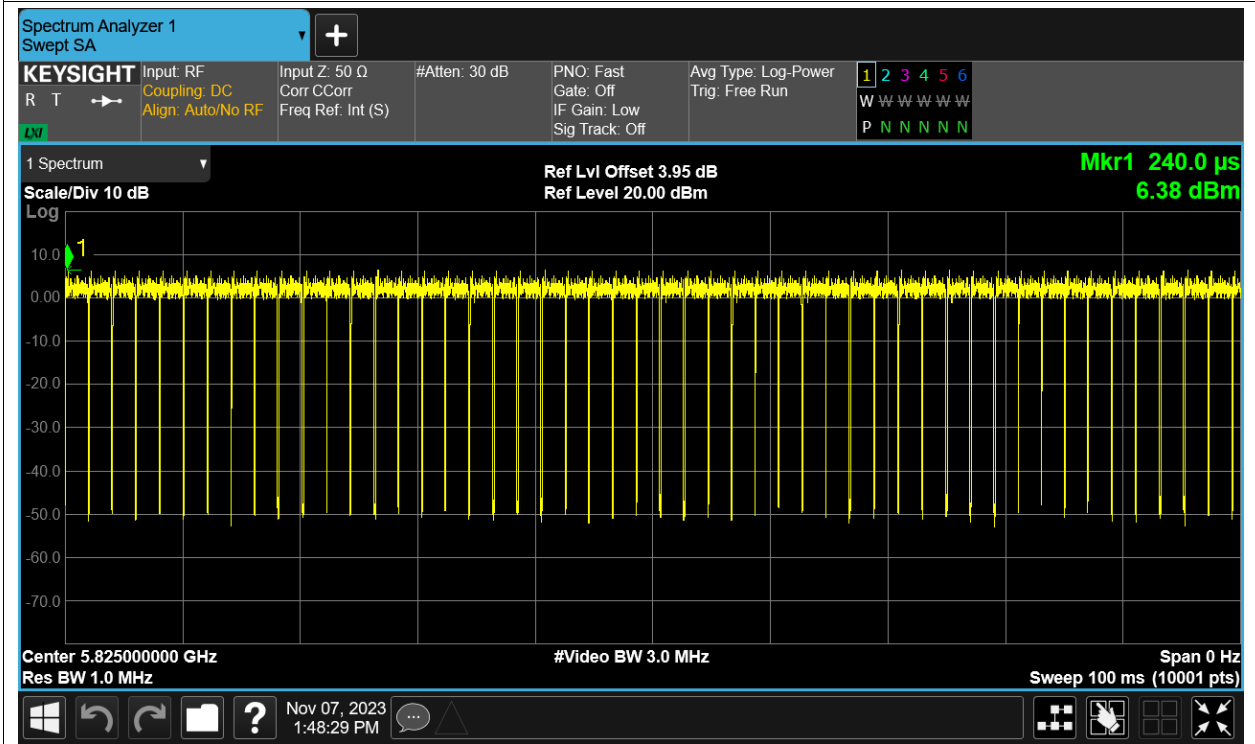 Spectrum Analyzer 1
Swept SA
+
KEYSIGHT Input: RF Input Z: 50 Ω #Atten: 30 dB PNO: Fast Avg Type: Log-Power 1 2 3 4 5 6
R T Coupling: DC Corr CCorr Gate: Off Trig: Free Run W W W W W W
Align: Auto/No RF Freq Ref: Int (S) IF Gain: Low
LXI Sig Track: Off P N N N N N
1 Spectrum Ref Lvl Offset 3.95 dB Mkr1 240.0 µs
Scale/Div 10 dB Ref Level 20.00 dBm 6.38 dBm
Log
10.0 1
0.00
-10.0
-20.0
-30.0
-40.0
-50.0
-60.0
-70.0
Center 5.825000000 GHz #Video BW 3.0 MHz Span 0 Hz
Res BW 1.0 MHz Sweep 100 ms (10001 pts)
? Nov 07, 2023
1:48:29 PM